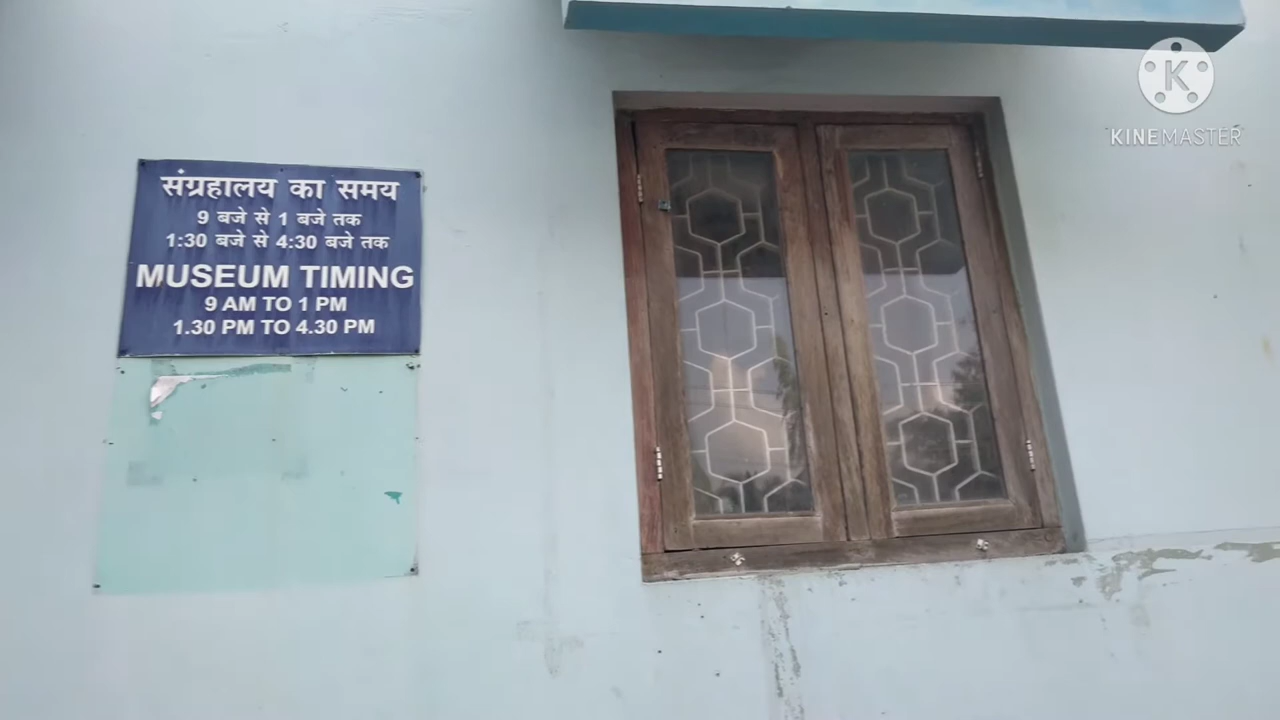 संग्रहालय का समय
9 बजे से 1 बजे तक
1:30 बजे से 4:30 बजे तक
MUSEUM TIMING
9 AM TO 1 PM
1.30 PM TO 4.30 PM
K
KINEMASTER